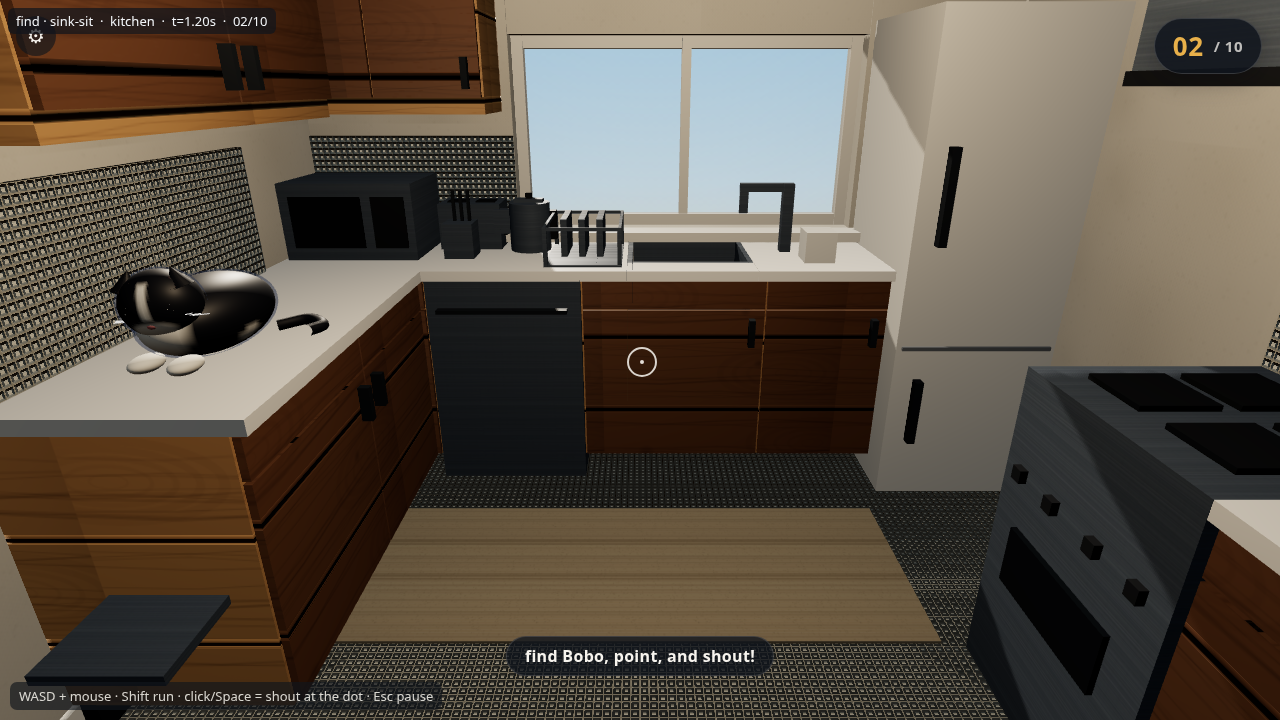 find · sink-sit · kitchen · t=1.20s · 02/10
02 / 10
find Bobo, point, and shout!
WASD + mouse · Shift run · click/Space = shout at the dot · Esc pause